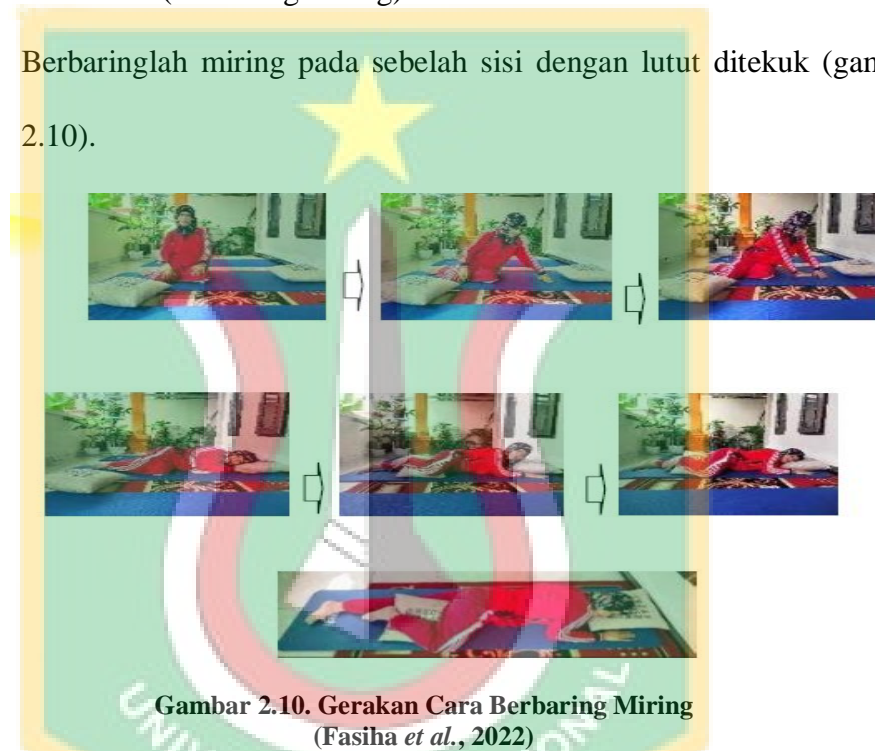 Berbaringlah miring pada sebelah sisi dengan lutut ditekuk (gam
2.10).
Gambar 2.10. Gerakan Cara Berbaring Miring
(Fasiha et al., 2022)